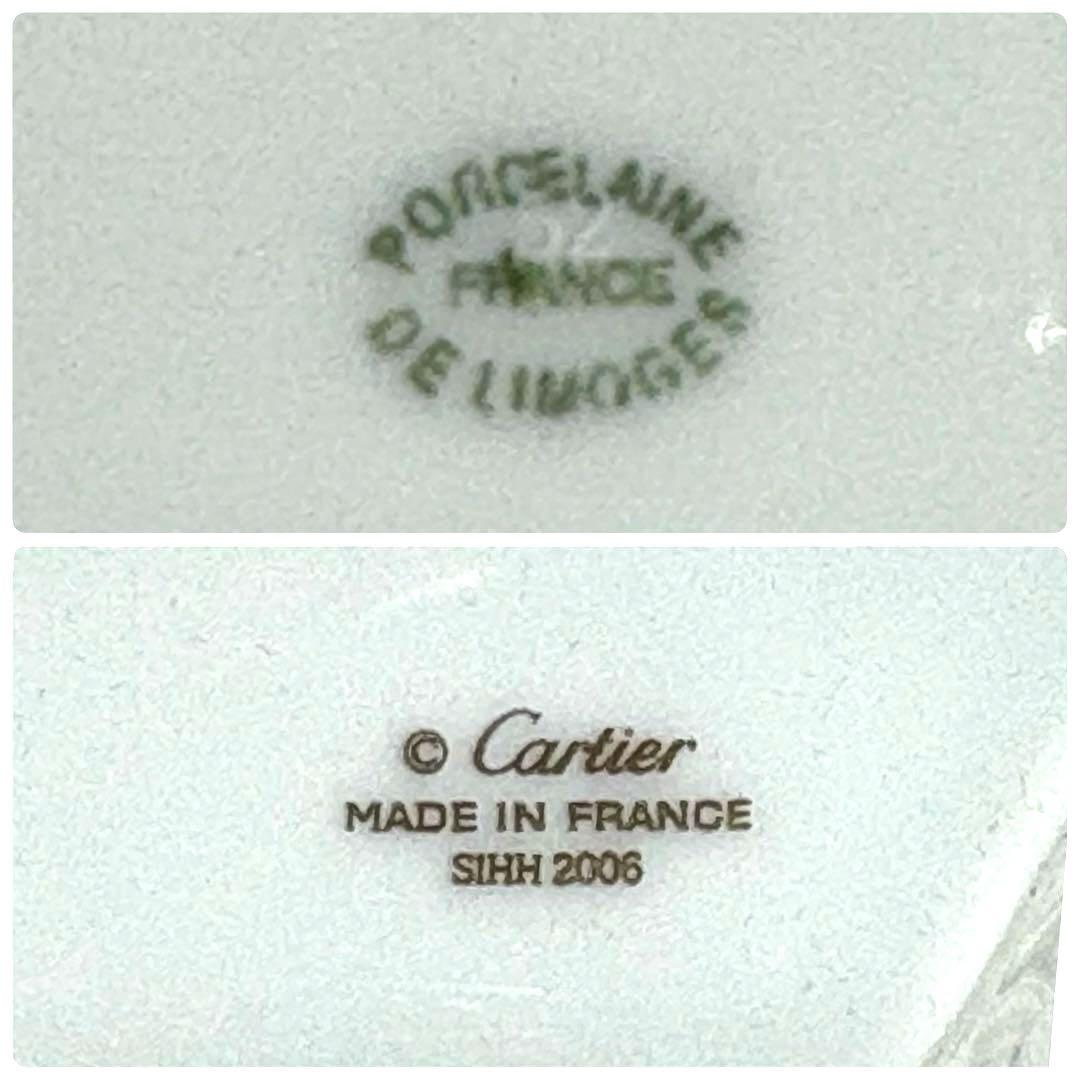 PORCELAINE
FRANCE
DE LIMOGES
© Cartier
MADE IN FRANCE
SIHH 2006